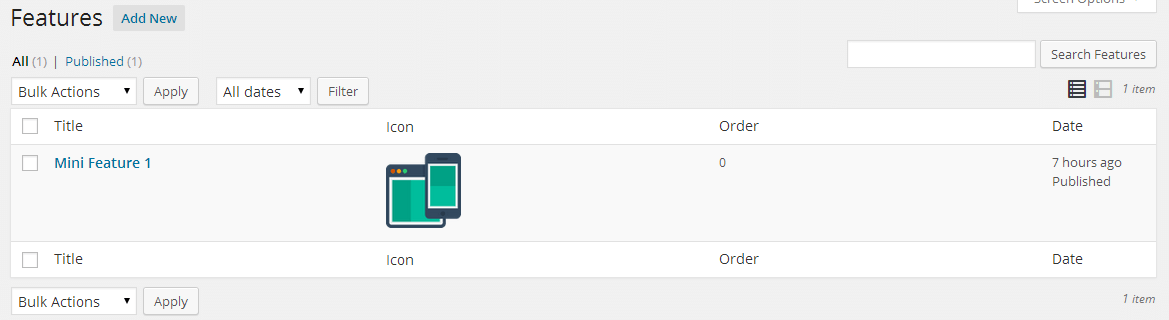 Screen Options
Features Add New
All (1) | Published (1)
Search Features
Bulk Actions Apply All dates Filter 1 item
Title Icon Order Date
Mini Feature 1 0 7 hours ago
Published
Title Icon Order Date
Bulk Actions Apply 1 item